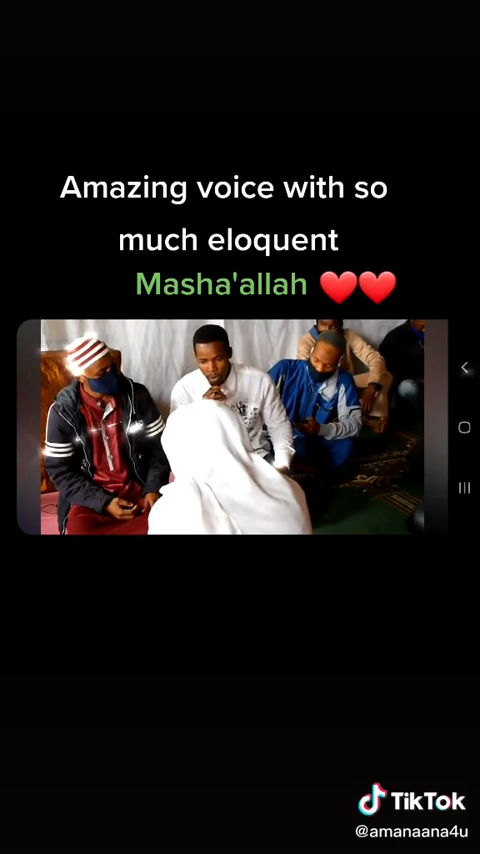 Amazing voice with so
much eloquent
Masha'allah ❤️❤️
TikTok
@amanaana4u